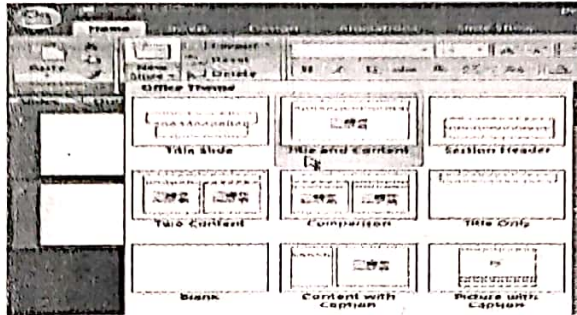 Home Insert Design Animations Slide Show
Paste New Slide Layout
Reset
Delete
Office Theme
Title Slide Title and Content Section Header
Two Content Comparison Title Only
Blank Content with Caption Picture with Caption